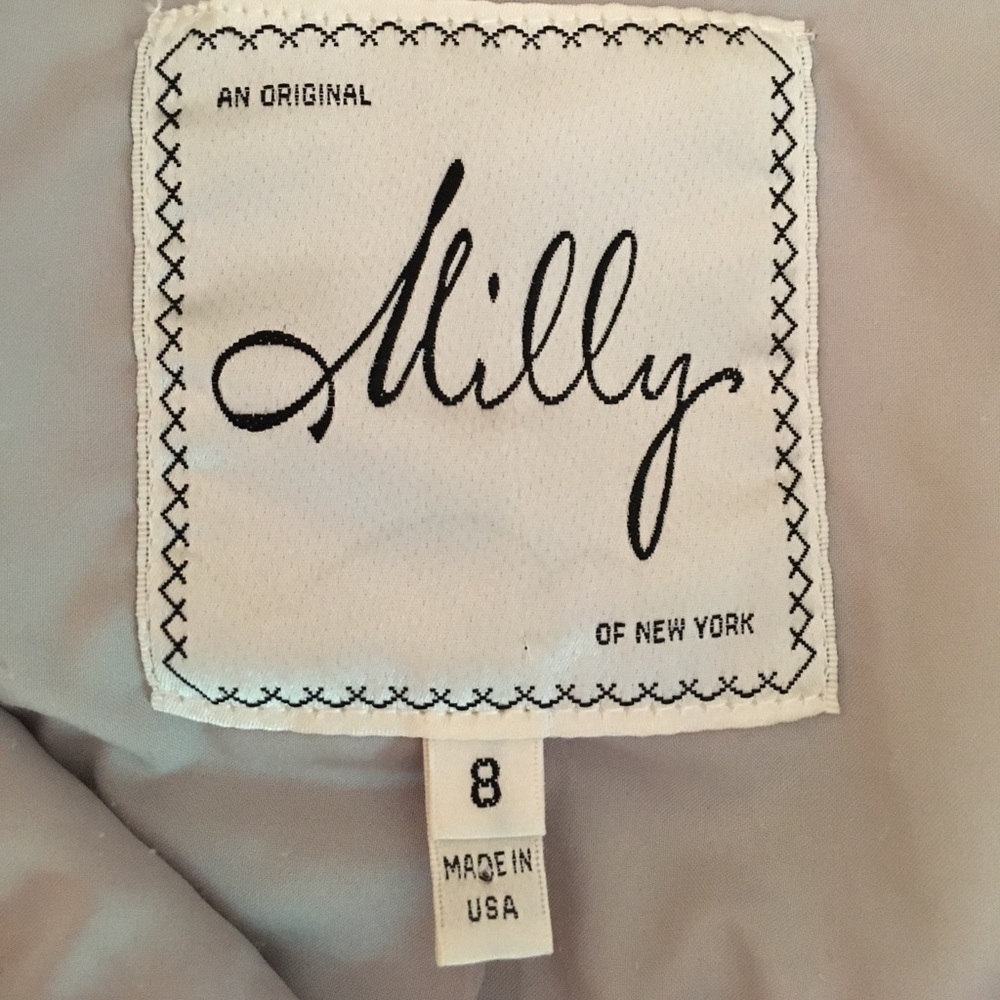 AN ORIGINAL
Milly
OF NEW YORK
8
MADE IN
USA